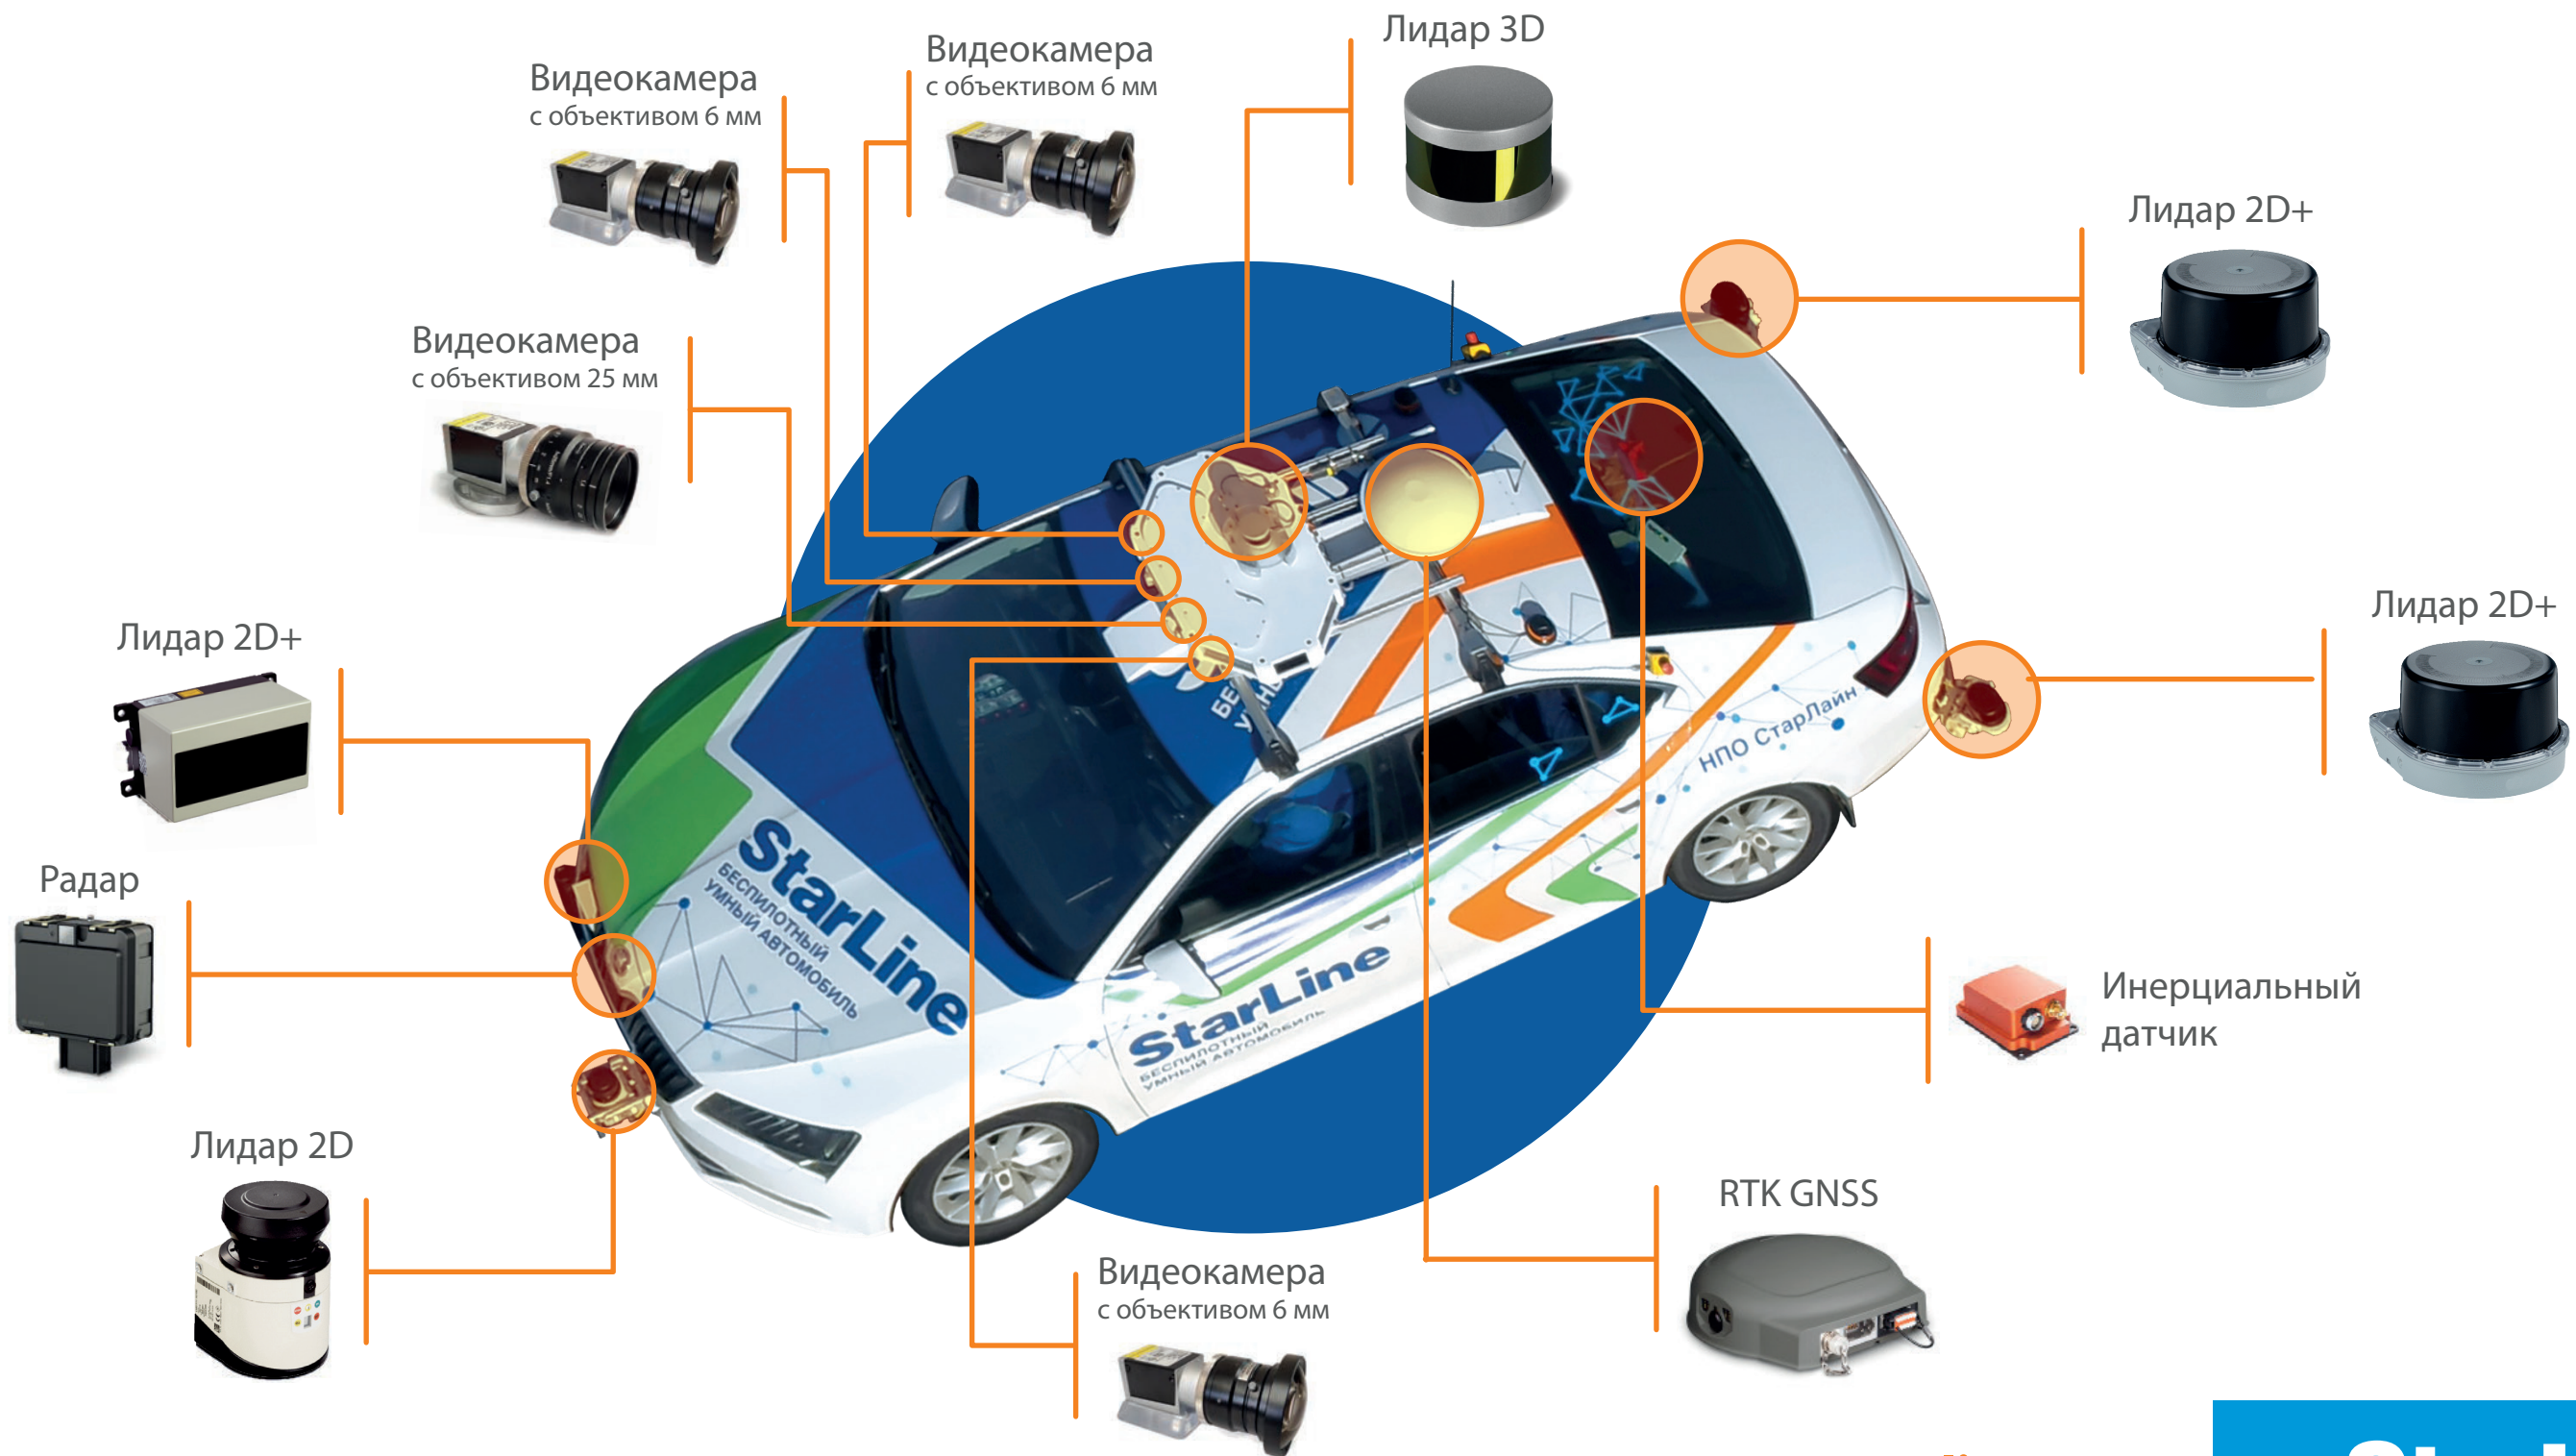 Лидар 3D
Видеокамера
с объективом 6 мм
Видеокамера
с объективом 6 мм
Лидар 2D+
Видеокамера
с объективом 25 мм
Лидар 2D+
Лидар 2D+
НПО СтарЛайн
StarLine
БЕСПИЛОТНЫЙ
УМНЫЙ АВТОМОБИЛЬ
Радар
StarLine
БЕСПИЛОТНЫЙ
УМНЫЙ АВТОМОБИЛЬ
Инерциальный
датчик
Лидар 2D
RTK GNSS
Видеокамера
с объективом 6 мм